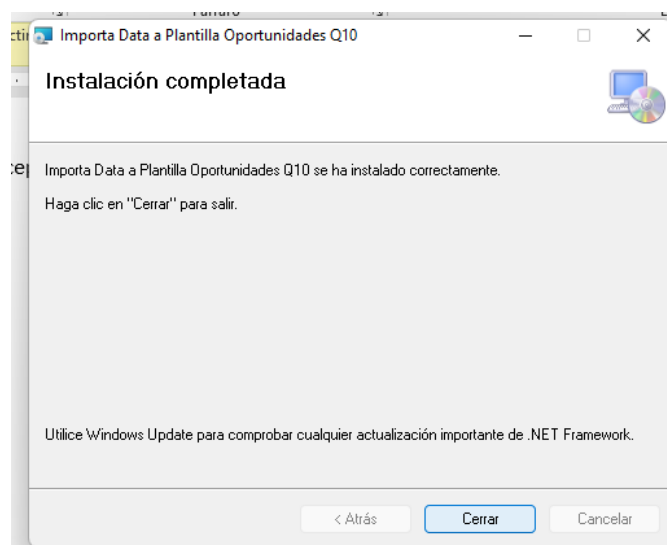 Importa Data a Plantilla Oportunidades Q10
Instalación completada
Importa Data a Plantilla Oportunidades Q10 se ha instalado correctamente.
Haga clic en "Cerrar" para salir.
Utilice Windows Update para comprobar cualquier actualización importante de .NET Framework.
< Atrás
Cerrar
Cancelar